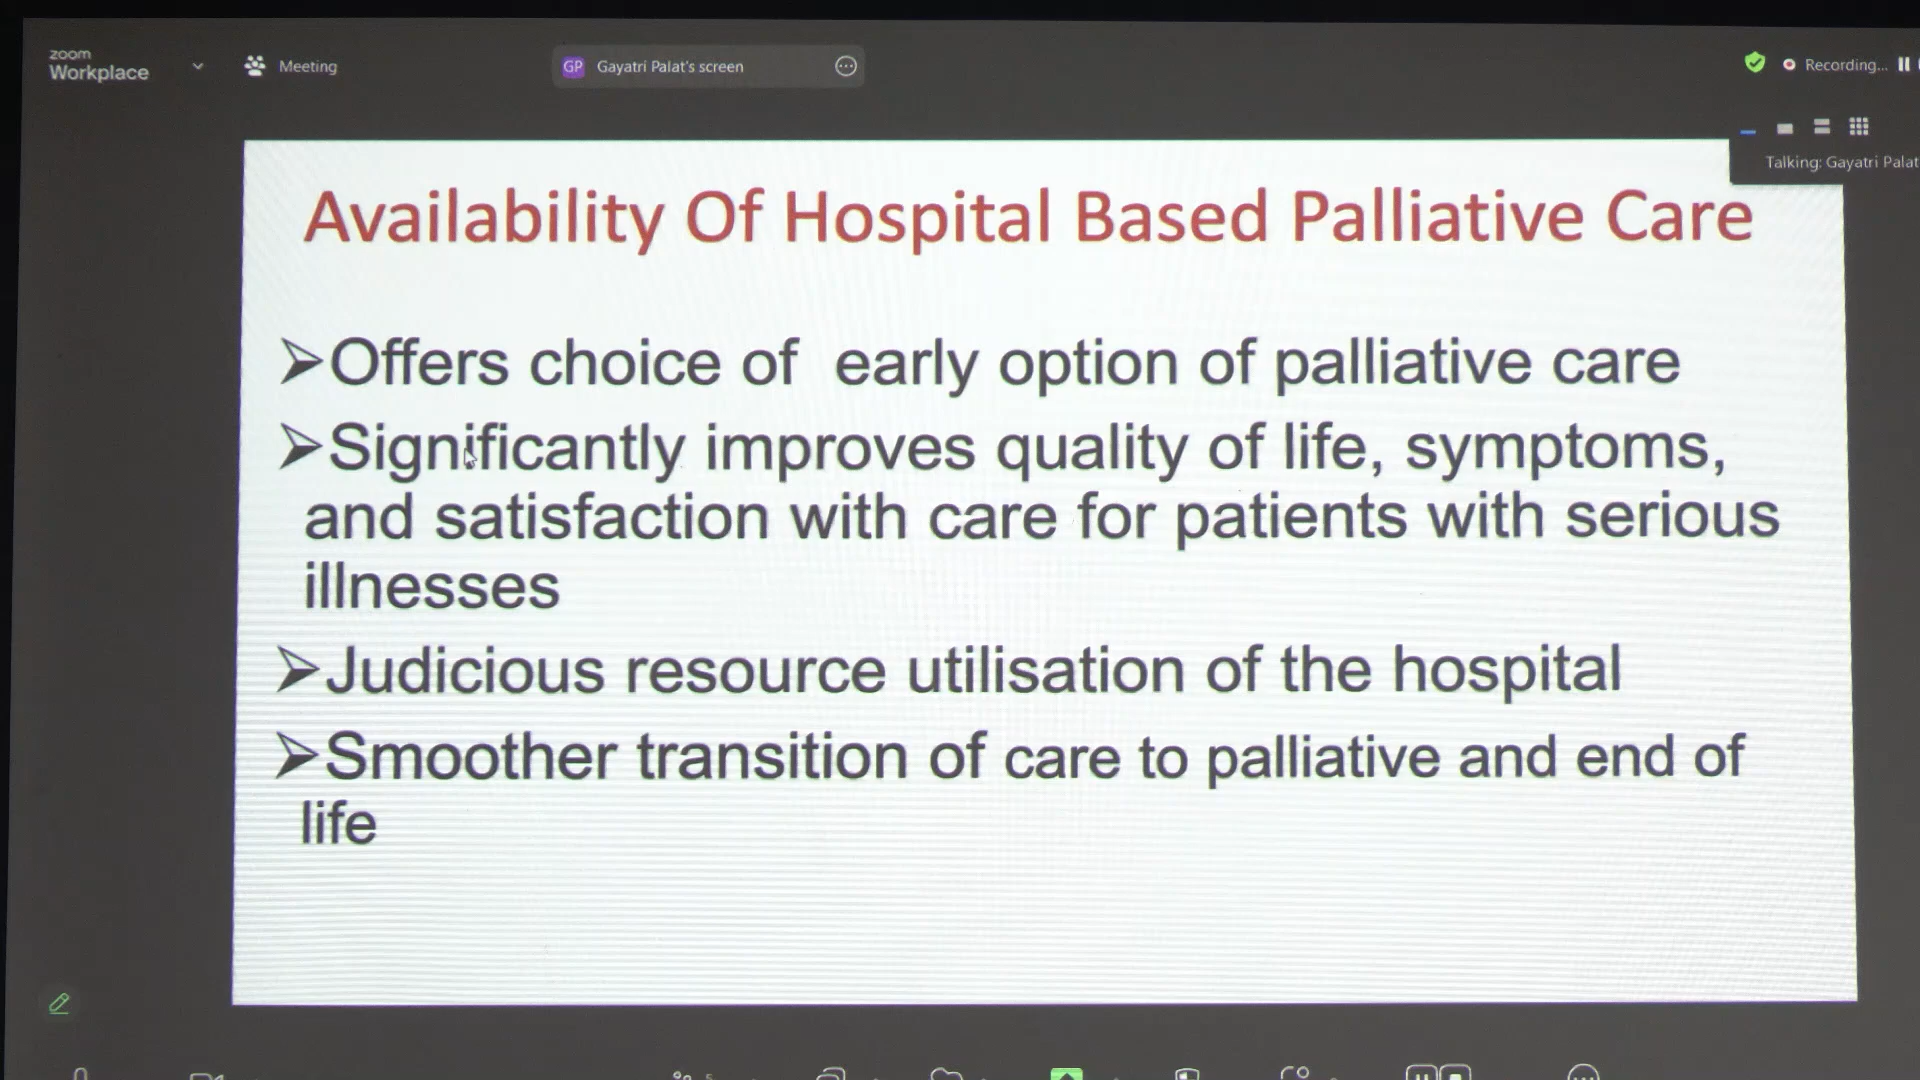 zoom
Workplace
Meeting
GP Gayatri Palat's screen
Recording...
Talking: Gayatri Palat
Availability Of Hospital Based Palliative Care
➢Offers choice of early option of palliative care
➢Significantly improves quality of life, symptoms,
and satisfaction with care for patients with serious
illnesses
➢Judicious resource utilisation of the hospital
➢Smoother transition of care to palliative and end of
life